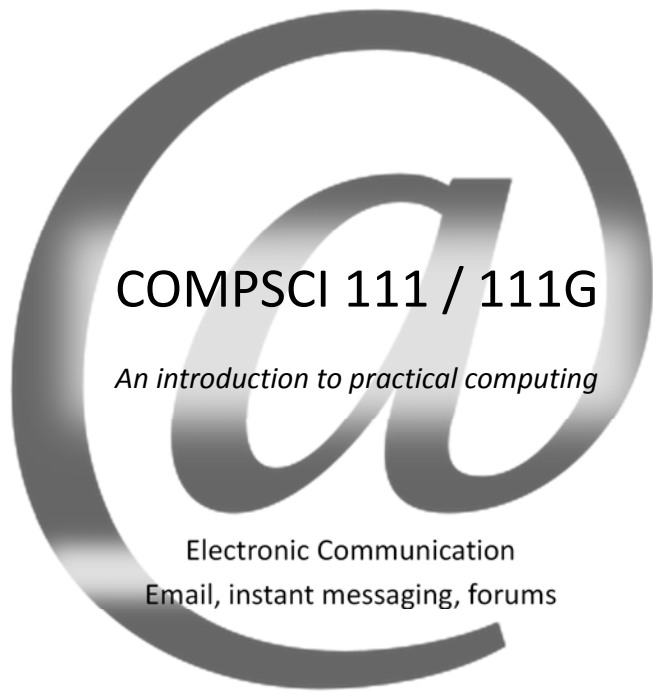 COMPSCI 111 / 111G
An introduction to practical computing
Electronic Communication
Email, instant messaging, forums